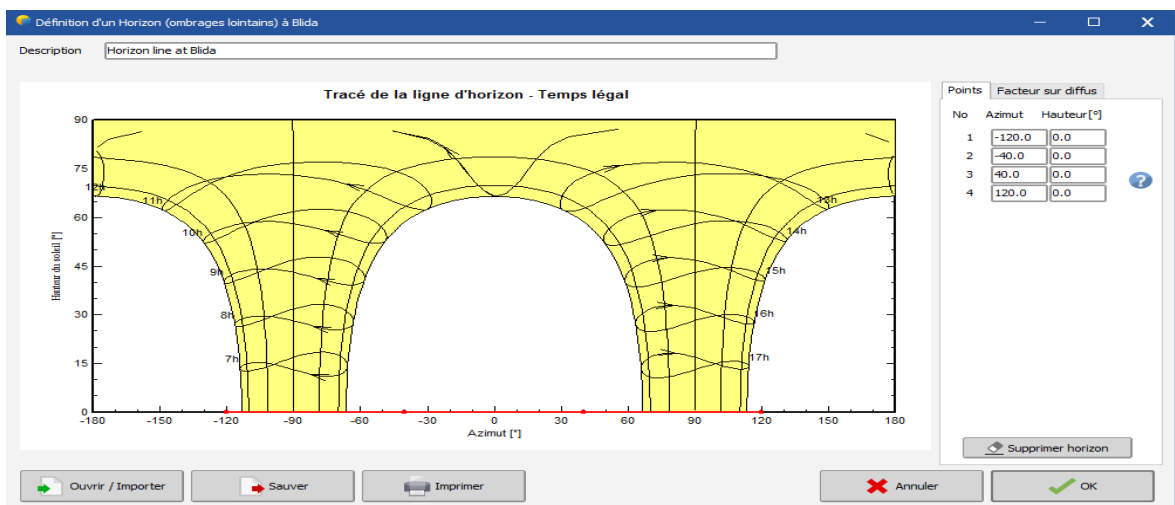 Définition d'un Horizon (ombrages lointains) à Blida
Description Horizon line at Blida
Tracé de la ligne d'horizon - Temps légal
90
75
60
45
30
15
0
Hauteur du soleil [°]
12h
11h
10h
9h
8h
7h
13h
14h
15h
16h
17h
-180 -150 -120 -90 -60 -30 0 30 60 90 120 150 180
Azimut [°]
Points Facteur sur diffus
No Azimut Hauteur[°]
1 -120.0 0.0
2 -40.0 0.0
3 40.0 0.0
4 120.0 0.0
?
Supprimer horizon
Ouvrir / Importer Sauver Imprimer Annuler OK